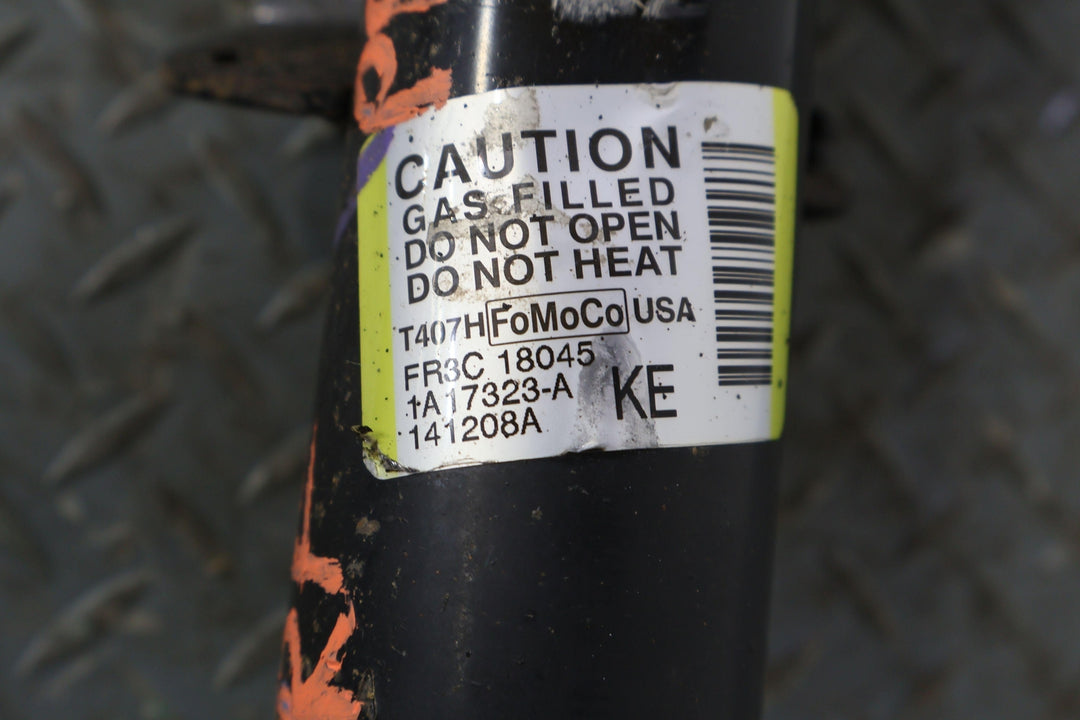 CAUTION
GAS FILLED
DO NOT OPEN
DO NOT HEAT
T407H FoMoCo USA
FR3C 18045
1A17323-A KE
141208A